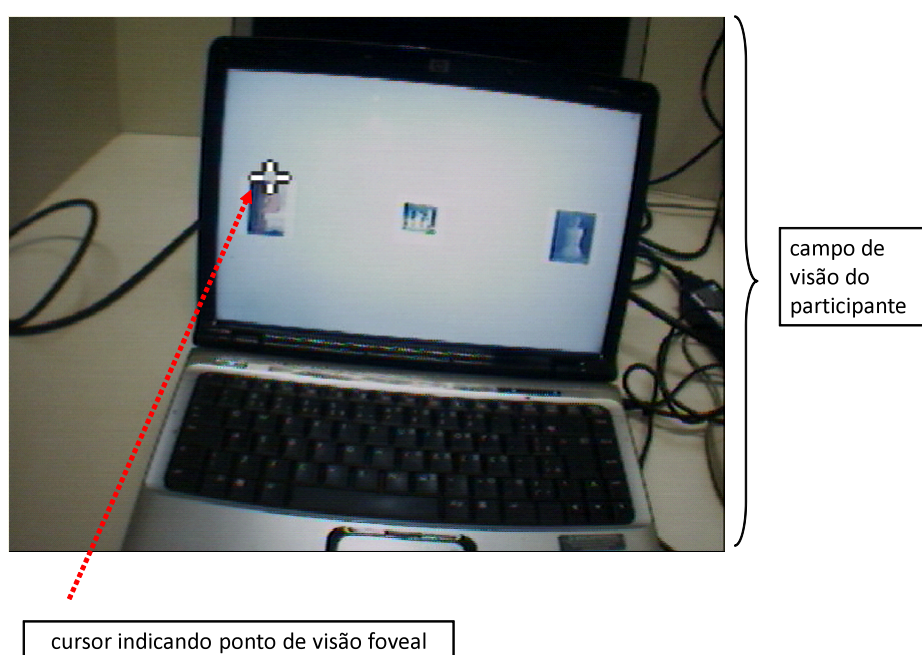 campo de
visão do
participante
cursor indicando ponto de visão foveal